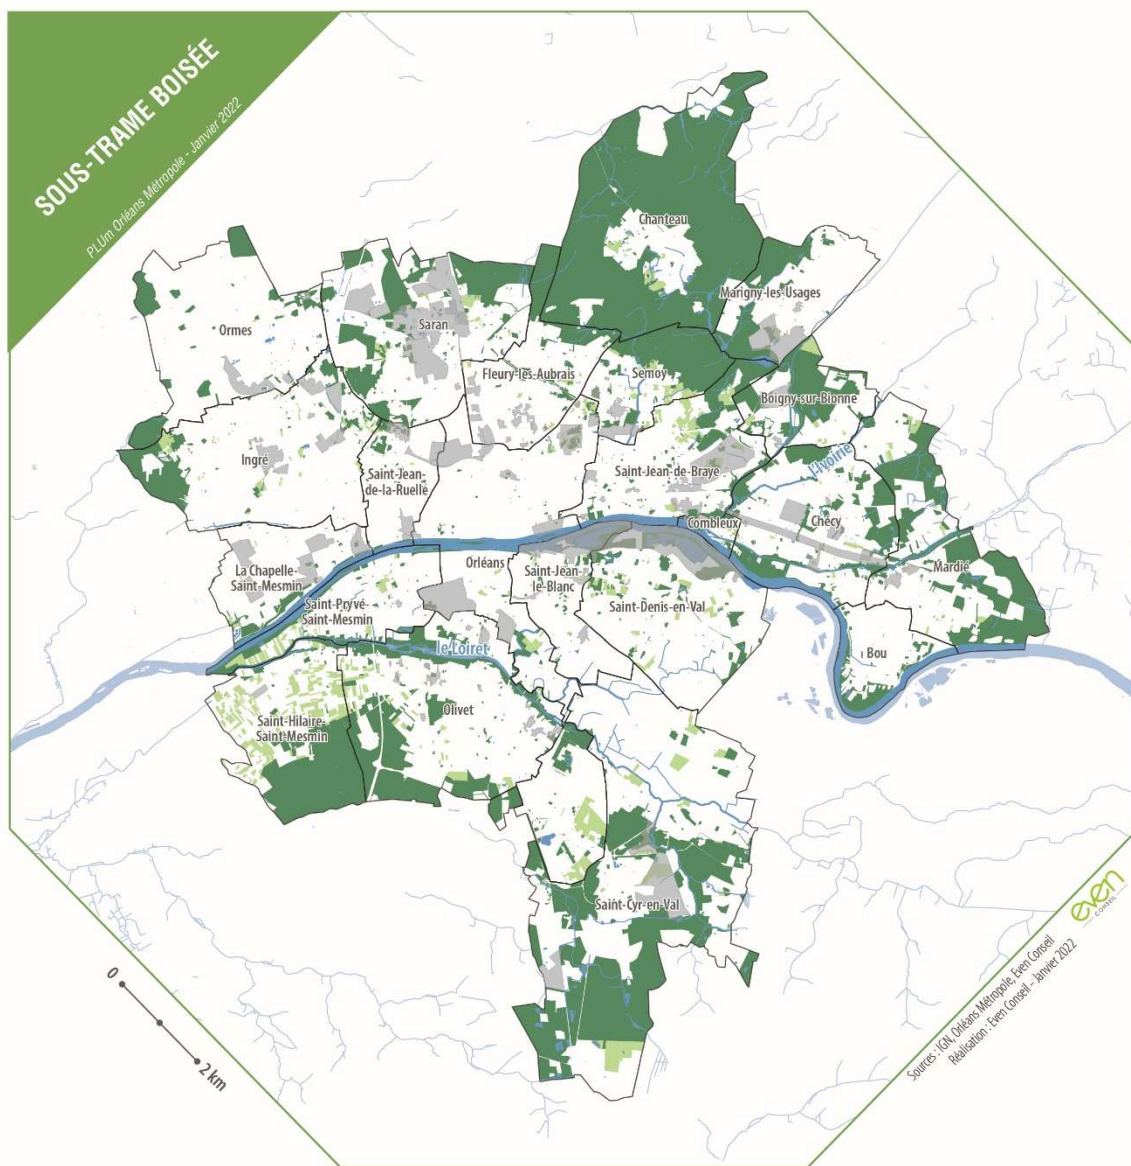 SOUS-TRAME BOISÉE
PLUm Orléans Métropole - Janvier 2022
Chanteau
Marigny-les-Usages
Ormes
Saran
Fleury-les-Aubrais
Semoy
Boigny-sur-Bionne
Ingré
Saint-Jean-
de-la-Ruelle
Saint-Jean-de-Braye
l'Ivoirie
Chécy
Combleux
La Chapelle-
Saint-Mesmin
Orléans
Saint-Jean-
le-Blanc
Mardié
Saint-Pryvé-
Saint-Mesmin
Saint-Denis-en-Val
le Loiret
Bou
Olivet
Saint-Hilaire-
Saint-Mesmin
Saint-Cyr-en-Val
0
2 km
even
CONSEIL
Sources : IGN, Orléans Métropole, Even Conseil
Réalisation : Even Conseil - Janvier 2022